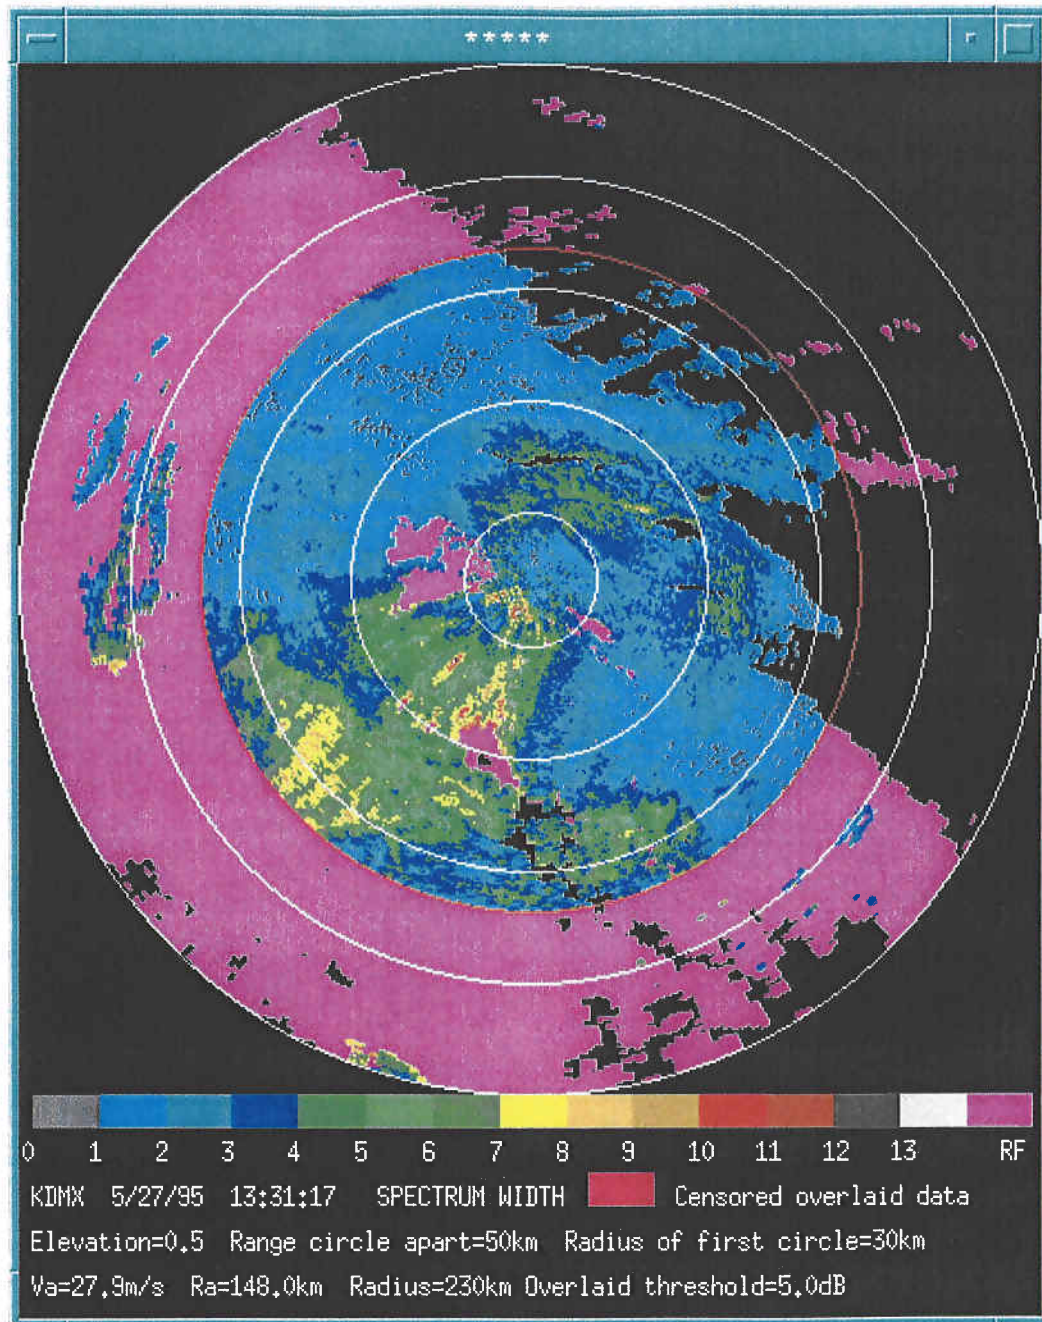 *****
0 1 2 3 4 5 6 7 8 9 10 11 12 13 RF
KDMX 5/27/95 13:31:17 SPECTRUM WIDTH Censored overlaid data
Elevation=0.5 Range circle apart=50km Radius of first circle=30km
Va=27.9m/s Ra=148.0km Radius=230km Overlaid threshold=5.0dB